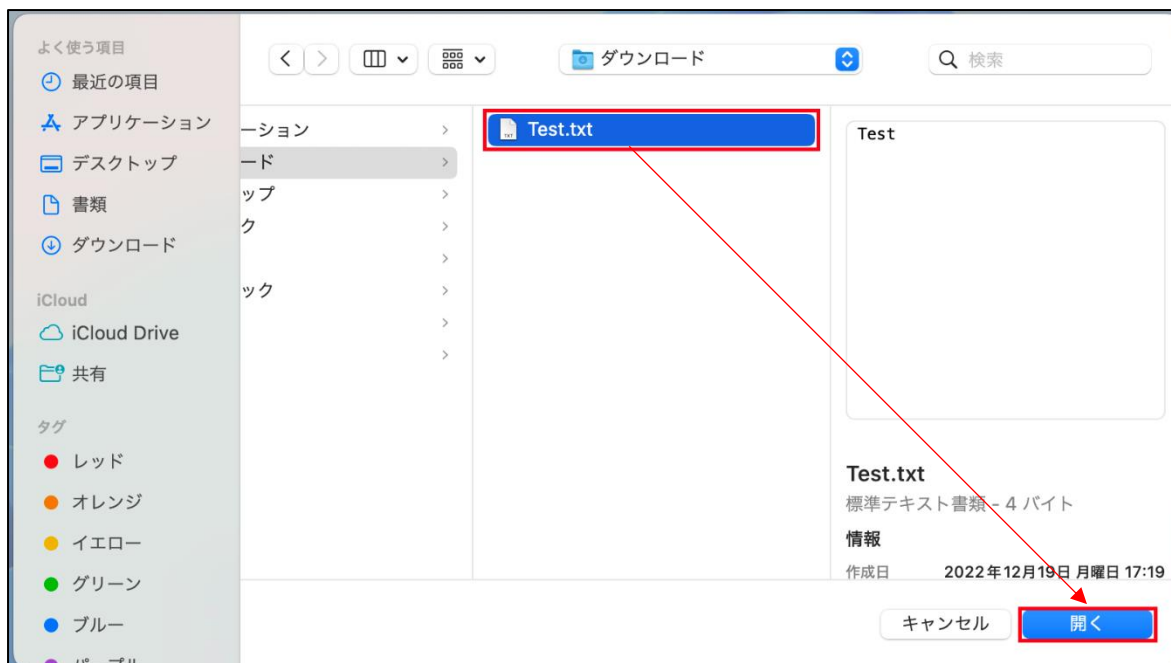 よく使う項目
最近の項目
アプリケーション
デスクトップ
書類
ダウンロード
iCloud
iCloud Drive
共有
タグ
レッド
オレンジ
イエロー
グリーン
ブルー
ダウンロード
検索
ーション
ード
ップ
ク
ック
Test.txt
Test
Test.txt
標準テキスト書類 - 4 バイト
情報
作成日 2022年12月19日 月曜日 17:19
キャンセル
開く